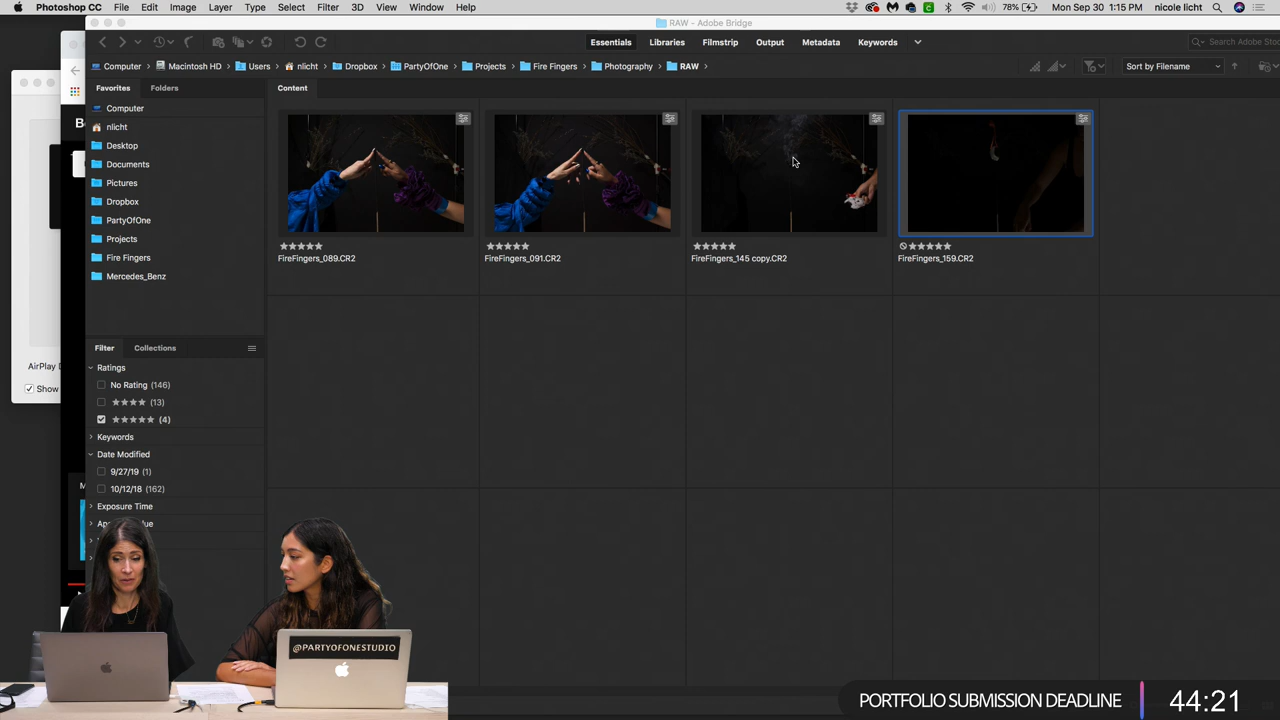 Photoshop CC File Edit Image Layer Type Select Filter 3D View Window Help
78% Mon Sep 30 1:15 PM nicole licht
RAW - Adobe Bridge
Essentials Libraries Filmstrip Output Metadata Keywords
Search Adobe Stoc
Computer Macintosh HD Users nlicht Dropbox PartyOfOne Projects Fire Fingers Photography RAW
Sort by Filename
Favorites Folders
Content
Computer
nlicht
Desktop
Documents
Pictures
Dropbox
PartyOfOne
Projects
Fire Fingers
Mercedes_Benz
FireFingers_089.CR2
FireFingers_091.CR2
FireFingers_145 copy.CR2
FireFingers_159.CR2
Filter Collections
Ratings
No Rating (146)
★★★★ (13)
★★★★★ (4)
Keywords
Date Modified
9/27/19 (1)
10/12/18 (162)
Exposure Time
AirPlay
Show
@PARTYOFONESTUDIO
PORTFOLIO SUBMISSION DEADLINE 44:21